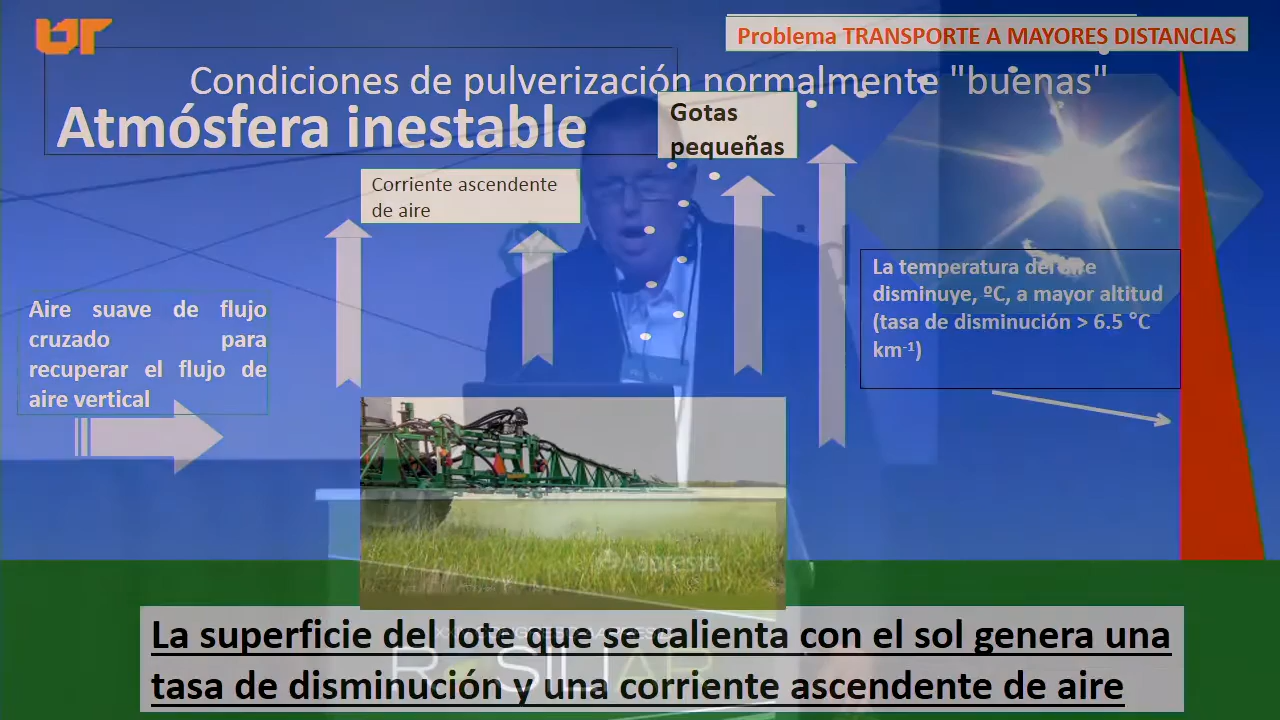 UT
Problema TRANSPORTE A MAYORES DISTANCIAS
Condiciones de pulverización normalmente "buenas"
Atmósfera inestable
Gotas
pequeñas
Corriente ascendente
de aire
La temperatura del aire
disminuye, ºC, a mayor altitud
(tasa de disminución > 6.5 °C
km-1)
Aire suave de flujo
cruzado para
recuperar el flujo de
aire vertical
Aapresid
La superficie del lote que se calienta con el sol genera una
tasa de disminución y una corriente ascendente de aire